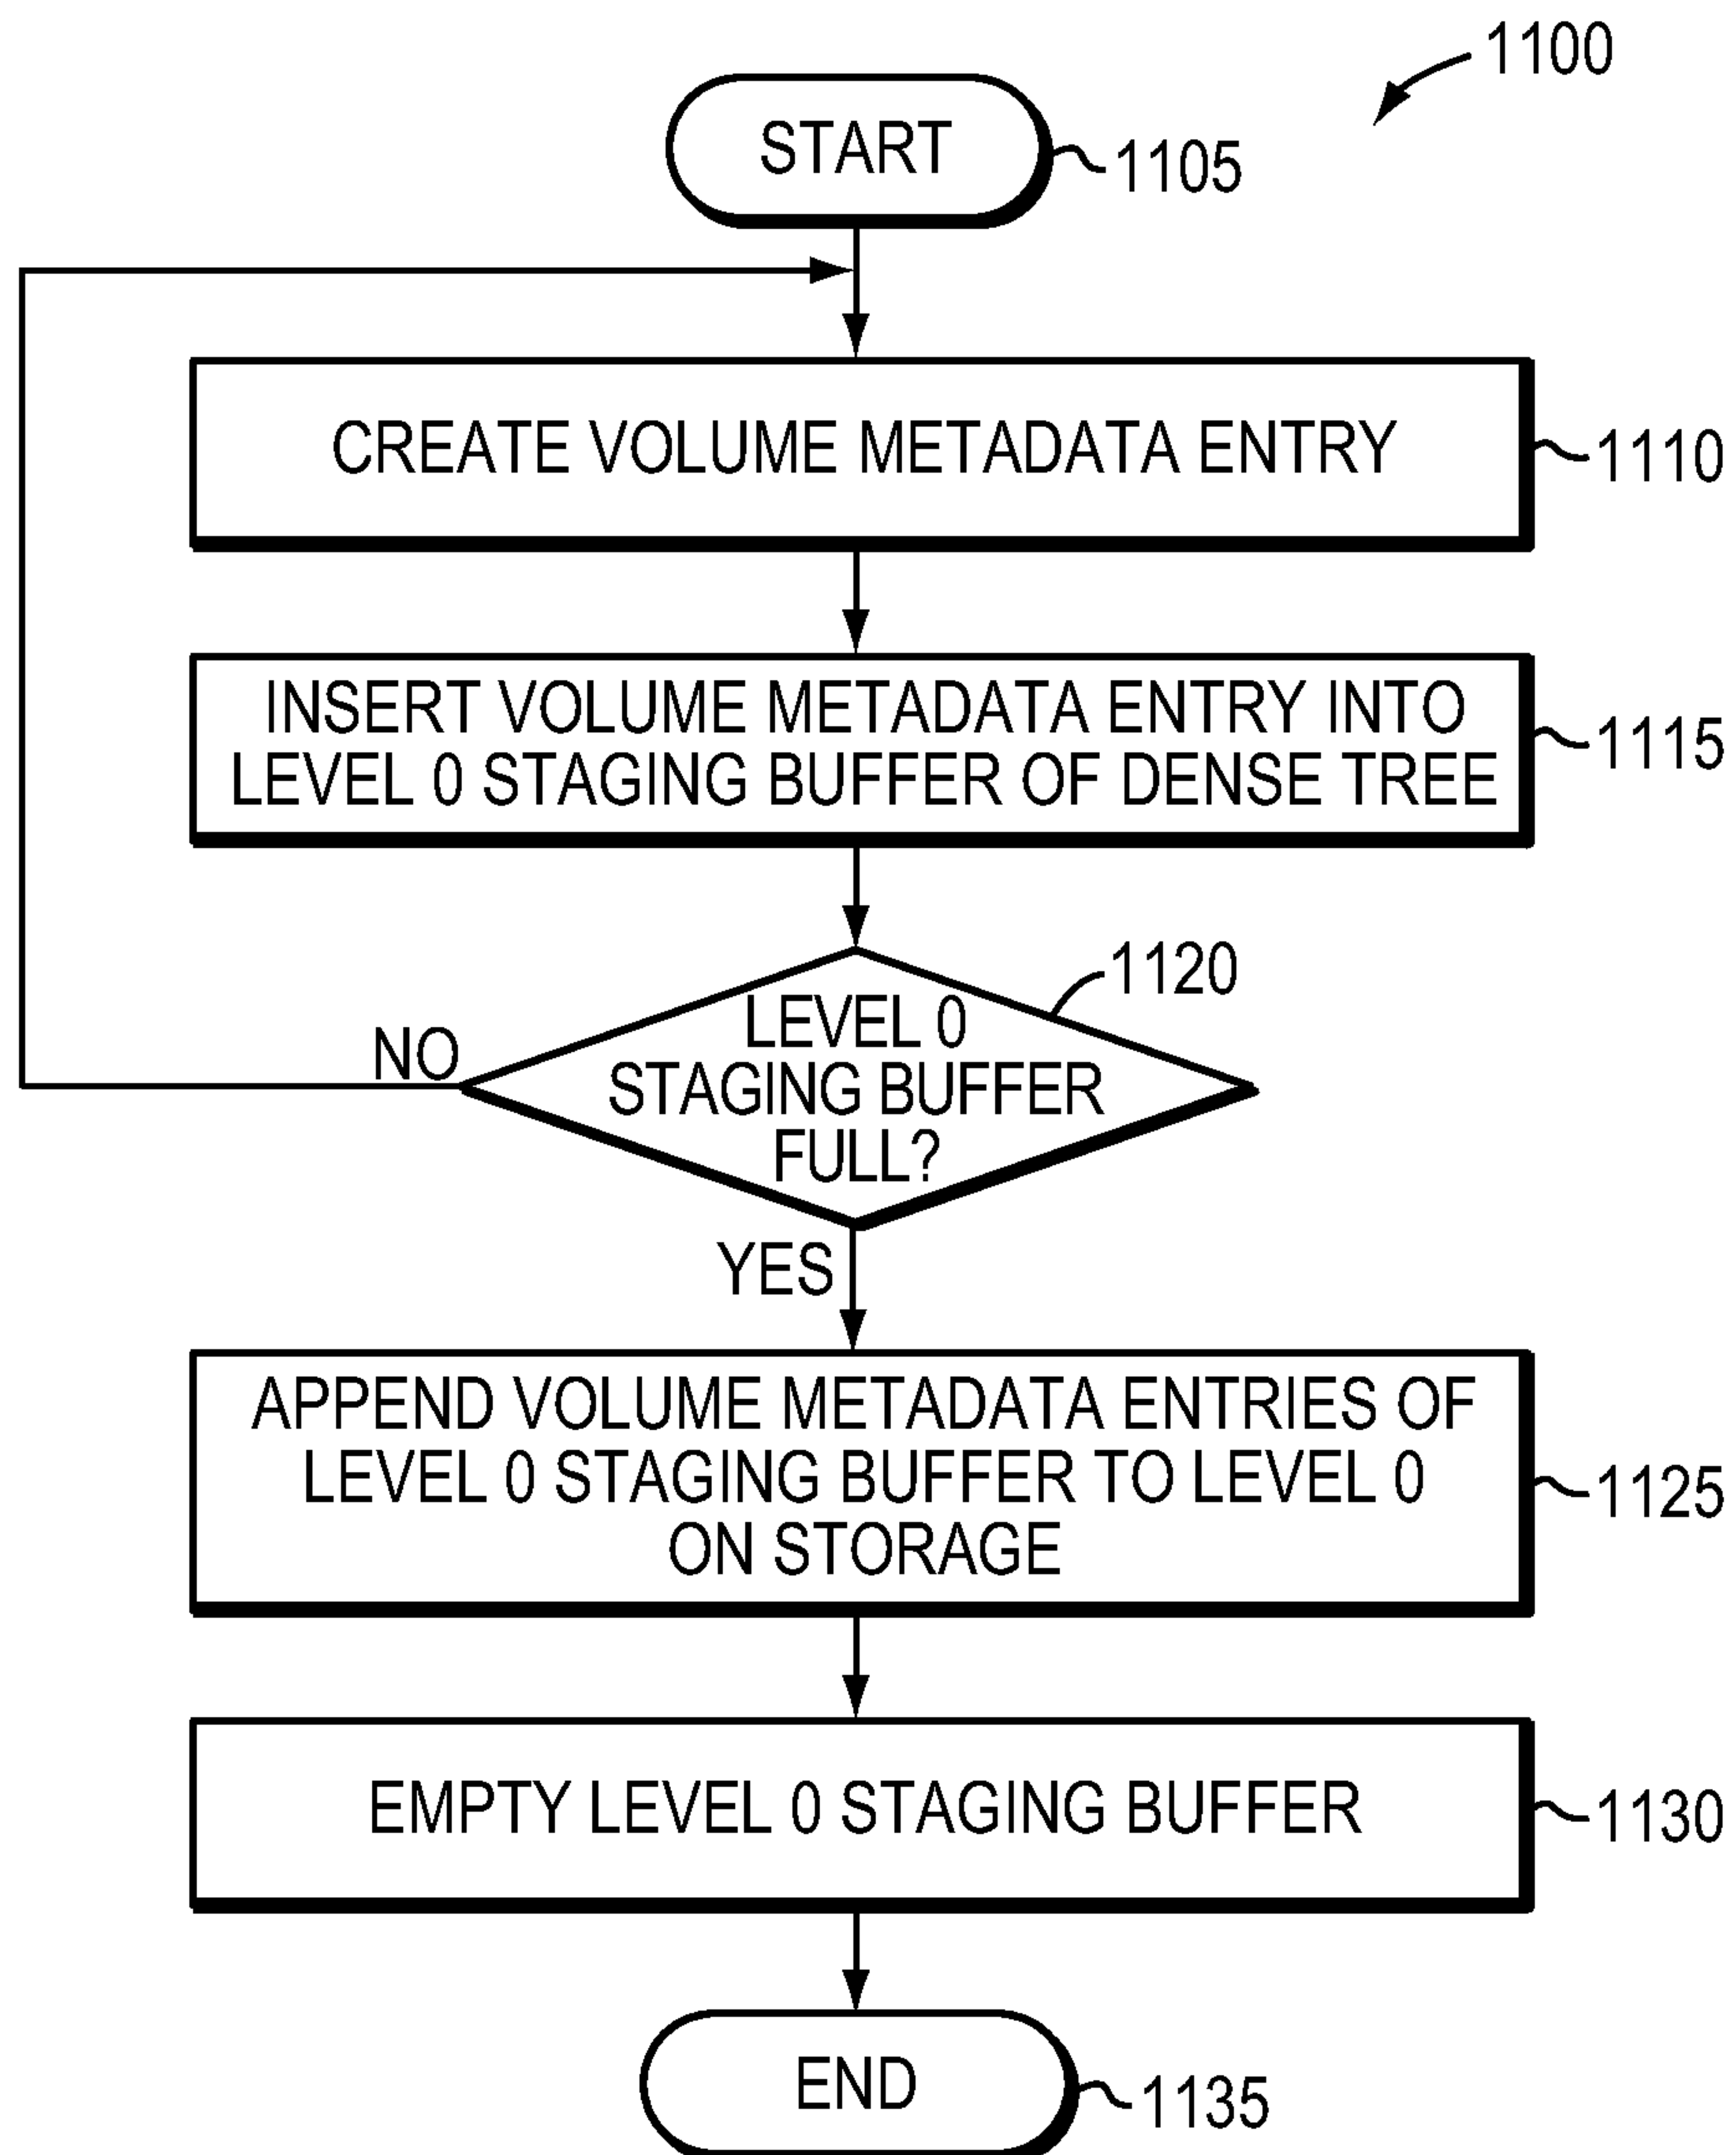 1100
START
1105
CREATE VOLUME METADATA ENTRY
1110
INSERT VOLUME METADATA ENTRY INTO
LEVEL 0 STAGING BUFFER OF DENSE TREE
1115
1120
LEVEL 0
STAGING BUFFER
FULL?
NO
YES
APPEND VOLUME METADATA ENTRIES OF
LEVEL 0 STAGING BUFFER TO LEVEL 0
ON STORAGE
1125
EMPTY LEVEL 0 STAGING BUFFER
1130
END
1135